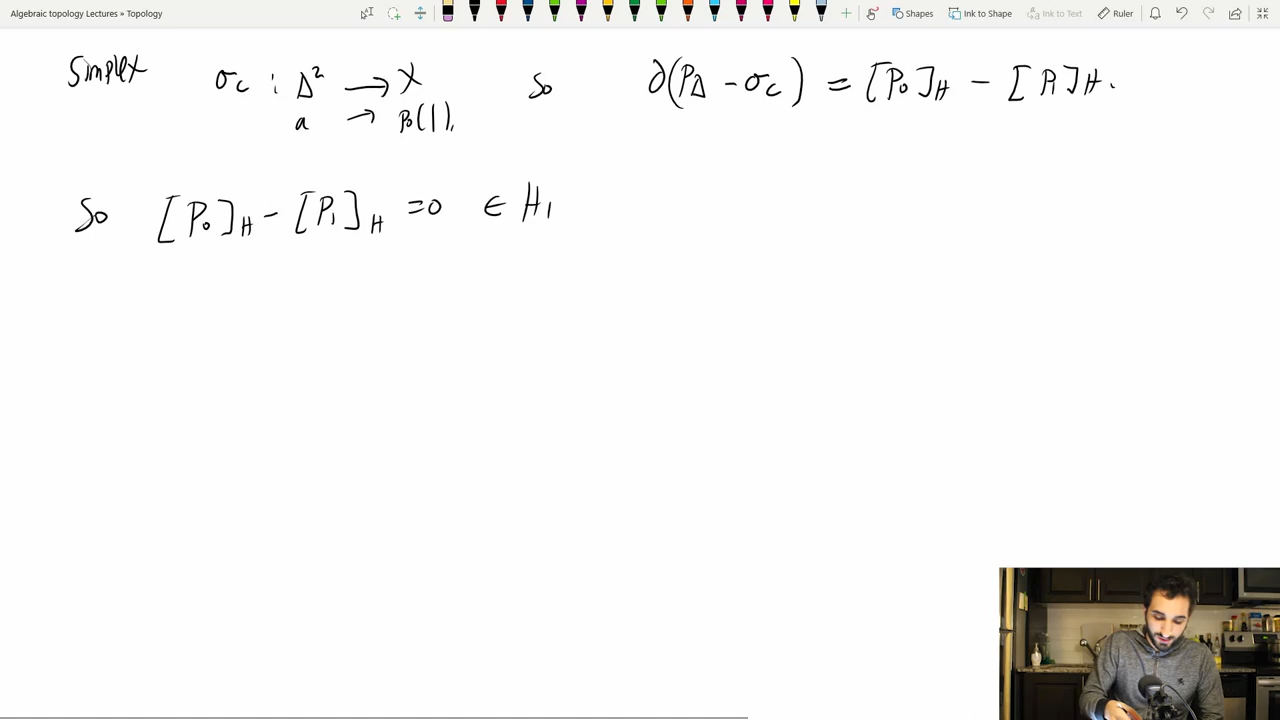 Algebraic topology Lectures » Topology
Shapes
Ink to Shape
Ink to Text
Ruler
Simplex σc : Δ² → X so ∂(PΔ - σc) = [P₀]H - [P₁]H.
a → p₀(1),
So [P₀]H - [P₁]H = 0 ∈ H₁